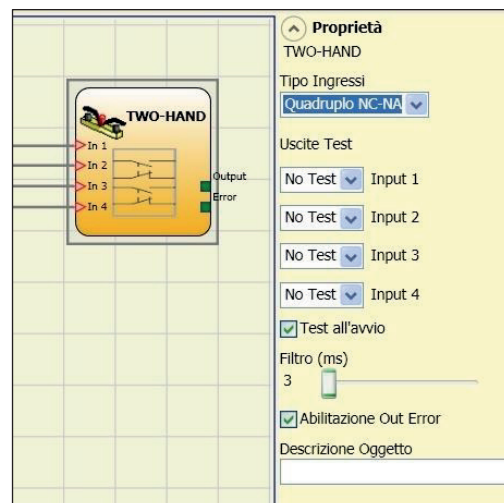 TWO-HAND
In 1
In 2
In 3
In 4
Output
Error
Proprietà
TWO-HAND
Tipo Ingressi
Quadruplo NC-NA
Uscite Test
No Test Input 1
No Test Input 2
No Test Input 3
No Test Input 4
Test all'avvio
Filtro (ms)
3
Abilitazione Out Error
Descrizione Oggetto